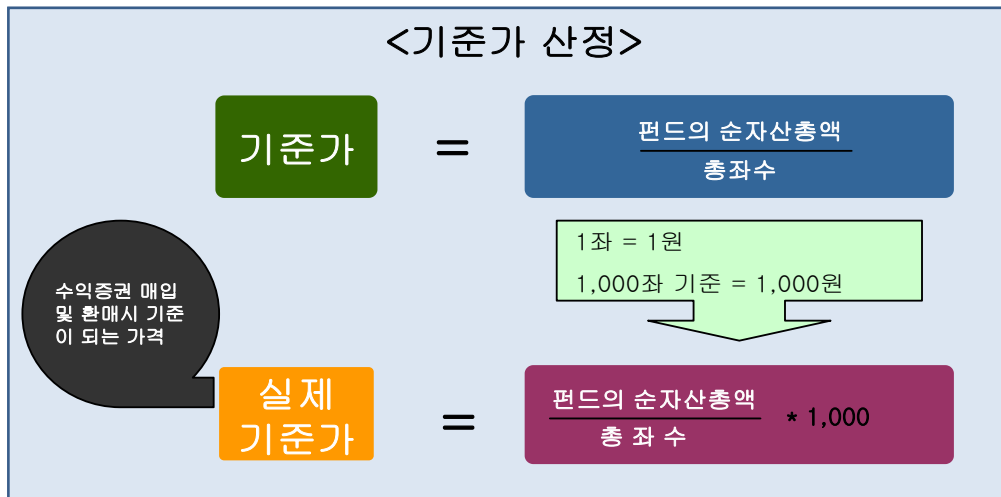 <기준가 산정>
기준가
=
펀드의 순자산총액
총좌수
1좌 = 1원
1,000좌 기준 = 1,000원
수익증권 매입
및 환매시 기준
이 되는 가격
실제
기준가
=
펀드의 순자산총액
총 좌 수
* 1,000